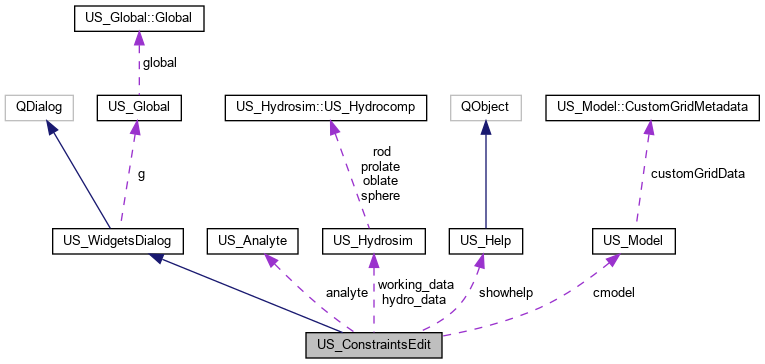 US_Global::Global
global
QDialog
US_Global
US_Hydrosim::US_Hydrocomp
QObject
US_Model::CustomGridMetadata
g
rod
prolate
oblate
sphere
customGridData
US_WidgetsDialog
US_Analyte
US_Hydrosim
US_Help
US_Model
analyte
working_data
hydro_data
showhelp
cmodel
US_ConstraintsEdit